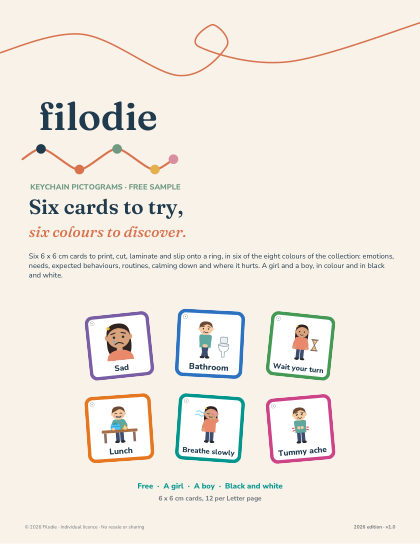 filodie
KEYCHAIN PICTOGRAMS · FREE SAMPLE
Six cards to try,
six colours to discover.
Six 6 x 6 cm cards to print, cut, laminate and slip onto a ring, in six of the eight colours of the collection: emotions,
needs, expected behaviours, routines, calming down and where it hurts. A girl and a boy, in colour and in black
and white.
Sad
Bathroom
Wait your turn
Lunch
Breathe slowly
Tummy ache
Free · A girl · A boy · Black and white
6 x 6 cm cards, 12 per Letter page
© 2026 Filodie · Individual licence · No resale or sharing
2026 edition · v1.0